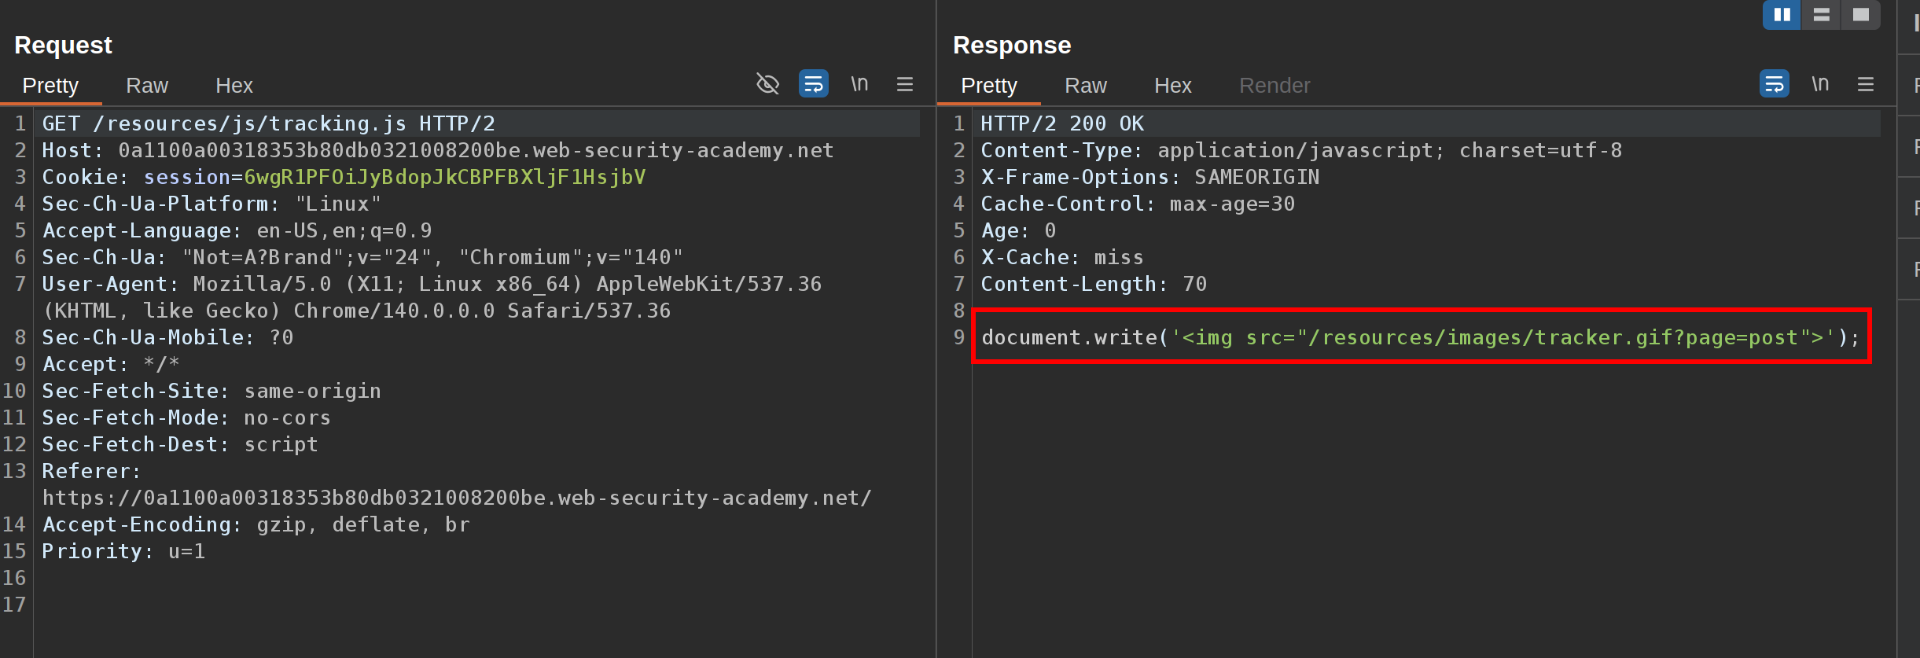 Request
Pretty Raw Hex \n
1 GET /resources/js/tracking.js HTTP/2
2 Host: 0a1100a00318353b80db0321008200be.web-security-academy.net
3 Cookie: session=6wgR1PFOiJyBdopJkCBPFBXljF1HsjbV
4 Sec-Ch-Ua-Platform: "Linux"
5 Accept-Language: en-US,en;q=0.9
6 Sec-Ch-Ua: "Not=A?Brand";v="24", "Chromium";v="140"
7 User-Agent: Mozilla/5.0 (X11; Linux x86_64) AppleWebKit/537.36
(KHTML, like Gecko) Chrome/140.0.0.0 Safari/537.36
8 Sec-Ch-Ua-Mobile: ?0
9 Accept: */*
10 Sec-Fetch-Site: same-origin
11 Sec-Fetch-Mode: no-cors
12 Sec-Fetch-Dest: script
13 Referer:
https://0a1100a00318353b80db0321008200be.web-security-academy.net/
14 Accept-Encoding: gzip, deflate, br
15 Priority: u=1
16
17
Response
Pretty Raw Hex Render \n
1 HTTP/2 200 OK
2 Content-Type: application/javascript; charset=utf-8
3 X-Frame-Options: SAMEORIGIN
4 Cache-Control: max-age=30
5 Age: 0
6 X-Cache: miss
7 Content-Length: 70
8
9 document.write('<img src="/resources/images/tracker.gif?page=post">');